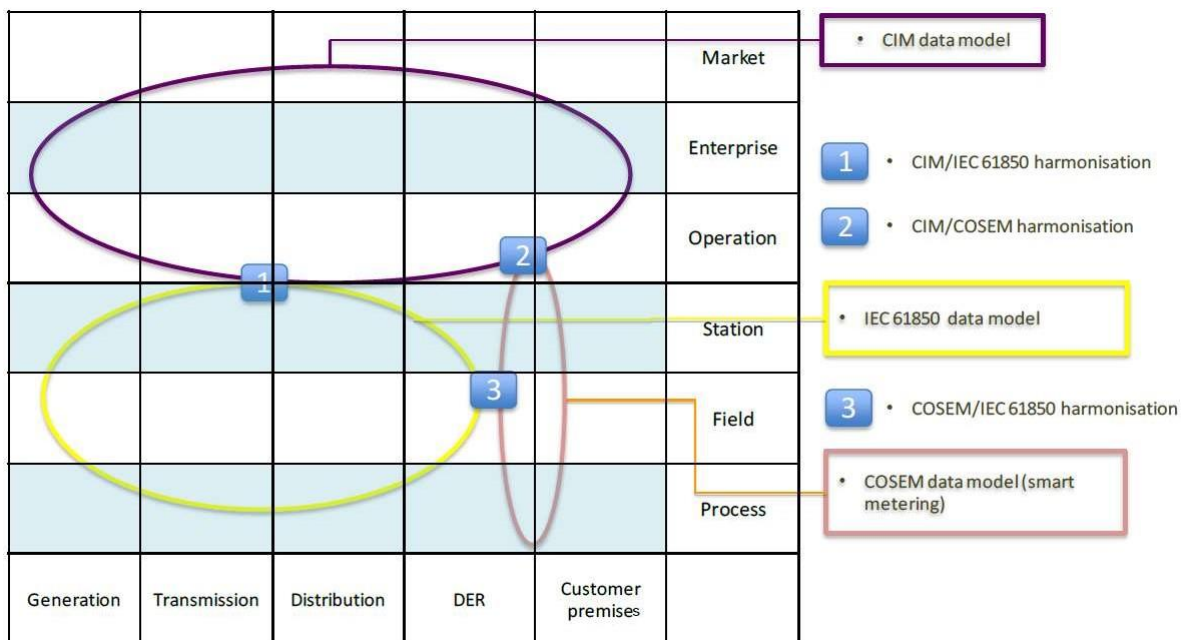 Market
• CIM data model
Enterprise
1 • CIM/IEC 61850 harmonisation
2 • CIM/COSEM harmonisation
Operation
2
1
Station
• IEC 61850 data model
3
Field
3 • COSEM/IEC 61850 harmonisation
• COSEM data model (smart
metering)
Process
Generation
Transmission
Distribution
DER
Customer
premises